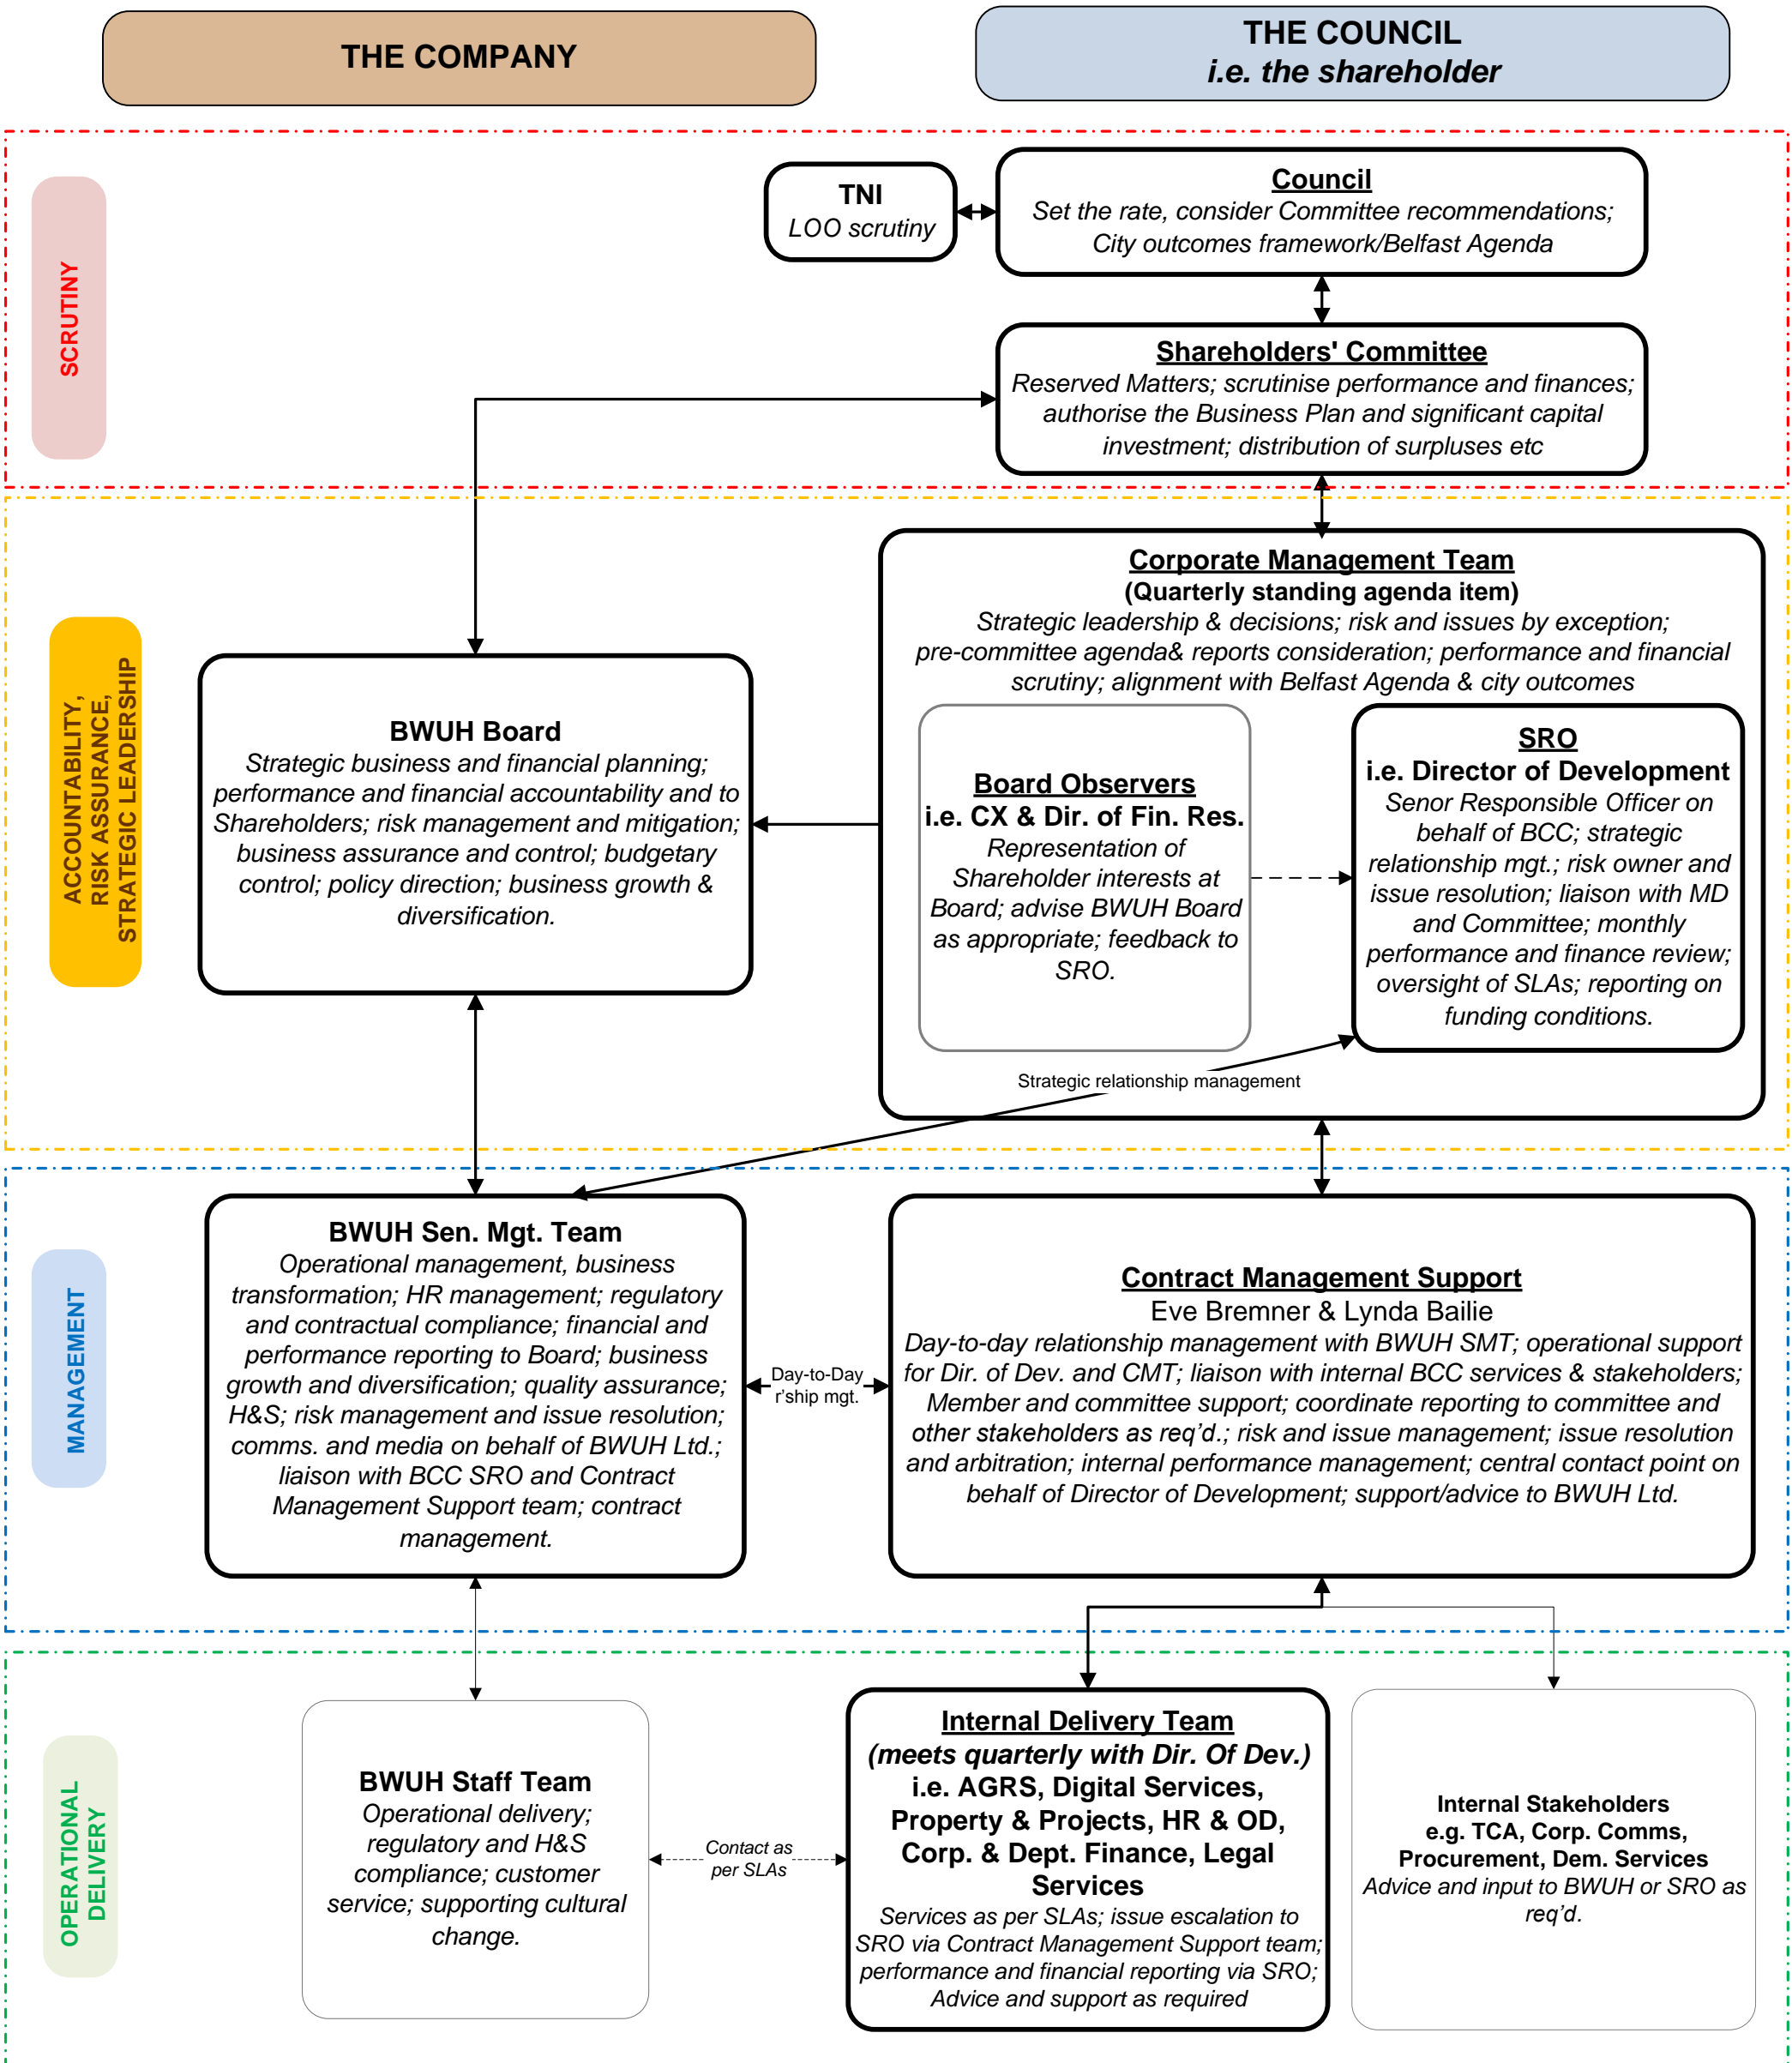 THE COMPANY
THE COUNCIL
i.e. the shareholder
SCRUTINY
TNI
LOO scrutiny
Council
Set the rate, consider Committee recommendations;
City outcomes framework/Belfast Agenda
Shareholders' Committee
Reserved Matters; scrutinise performance and finances;
authorise the Business Plan and significant capital
investment; distribution of surpluses etc
ACCOUNTABILITY,
RISK ASSURANCE,
STRATEGIC LEADERSHIP
BWUH Board
Strategic business and financial planning;
performance and financial accountability and to
Shareholders; risk management and mitigation;
business assurance and control; budgetary
control; policy direction; business growth &
diversification.
Corporate Management Team
(Quarterly standing agenda item)
Strategic leadership & decisions; risk and issues by exception;
pre-committee agenda& reports consideration; performance and financial
scrutiny; alignment with Belfast Agenda & city outcomes
Board Observers
i.e. CX & Dir. of Fin. Res.
Representation of
Shareholder interests at
Board; advise BWUH Board
as appropriate; feedback to
SRO.
SRO
i.e. Director of Development
Senor Responsible Officer on
behalf of BCC; strategic
relationship mgt.; risk owner and
issue resolution; liaison with MD
and Committee; monthly
performance and finance review;
oversight of SLAs; reporting on
funding conditions.
Strategic relationship management
MANAGEMENT
BWUH Sen. Mgt. Team
Operational management, business
transformation; HR management; regulatory
and contractual compliance; financial and
performance reporting to Board; business
growth and diversification; quality assurance;
H&S; risk management and issue resolution;
comms. and media on behalf of BWUH Ltd.;
liaison with BCC SRO and Contract
Management Support team; contract
management.
Day-to-Day
r’ship mgt.
Contract Management Support
Eve Bremner & Lynda Bailie
Day-to-day relationship management with BWUH SMT; operational support
for Dir. of Dev. and CMT; liaison with internal BCC services & stakeholders;
Member and committee support; coordinate reporting to committee and
other stakeholders as req’d.; risk and issue management; issue resolution
and arbitration; internal performance management; central contact point on
behalf of Director of Development; support/advice to BWUH Ltd.
OPERATIONAL
DELIVERY
BWUH Staff Team
Operational delivery;
regulatory and H&S
compliance; customer
service; supporting cultural
change.
Contact as
per SLAs
Internal Delivery Team
(meets quarterly with Dir. Of Dev.)
i.e. AGRS, Digital Services,
Property & Projects, HR & OD,
Corp. & Dept. Finance, Legal
Services
Services as per SLAs; issue escalation to
SRO via Contract Management Support team;
performance and financial reporting via SRO;
Advice and support as required
Internal Stakeholders
e.g. TCA, Corp. Comms,
Procurement, Dem. Services
Advice and input to BWUH or SRO as
req’d.